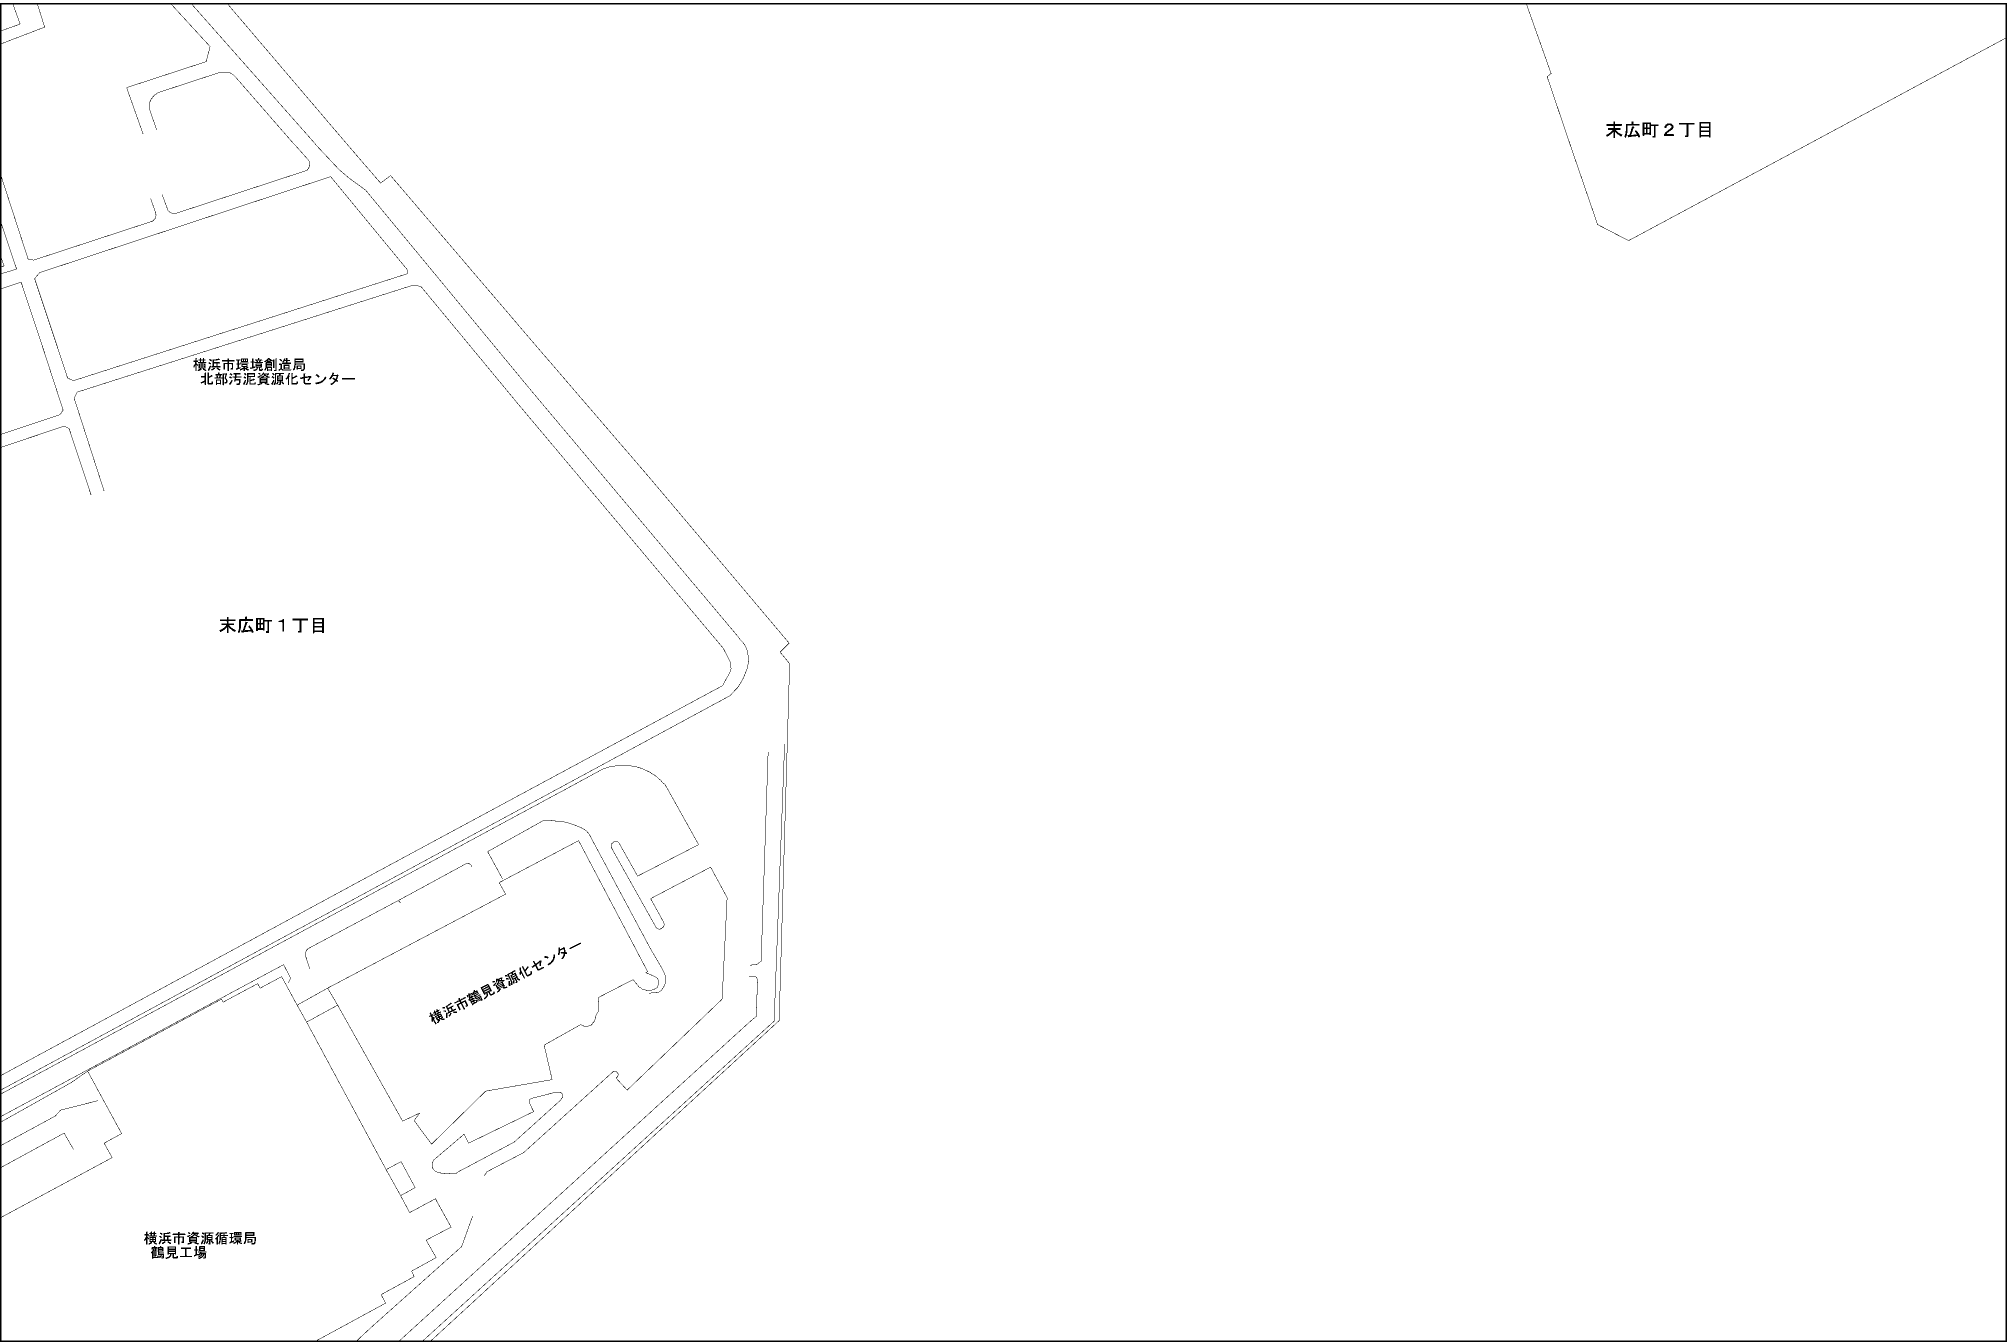 末広町２丁目
横浜市環境創造局
北部汚泥資源化センター
末広町１丁目
横浜市鶴見資源化センター
横浜市資源循環局
鶴見工場